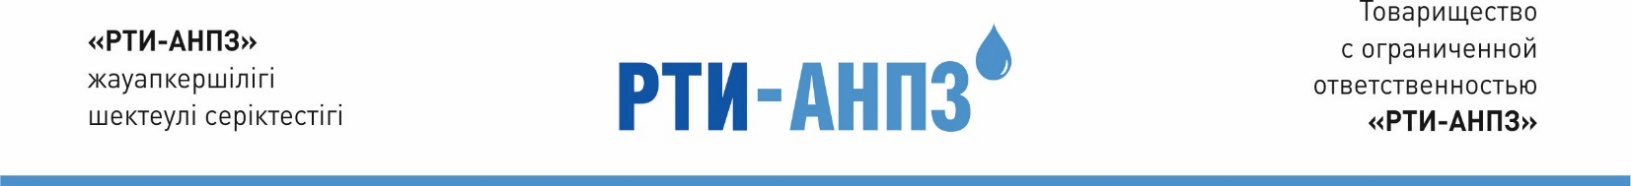 «РТИ-АНПЗ»
жауапкершілігі
шектеулі серіктестігі
РТИ-АНПЗ
Товарищество
с ограниченной
ответственностью
«РТИ-АНПЗ»